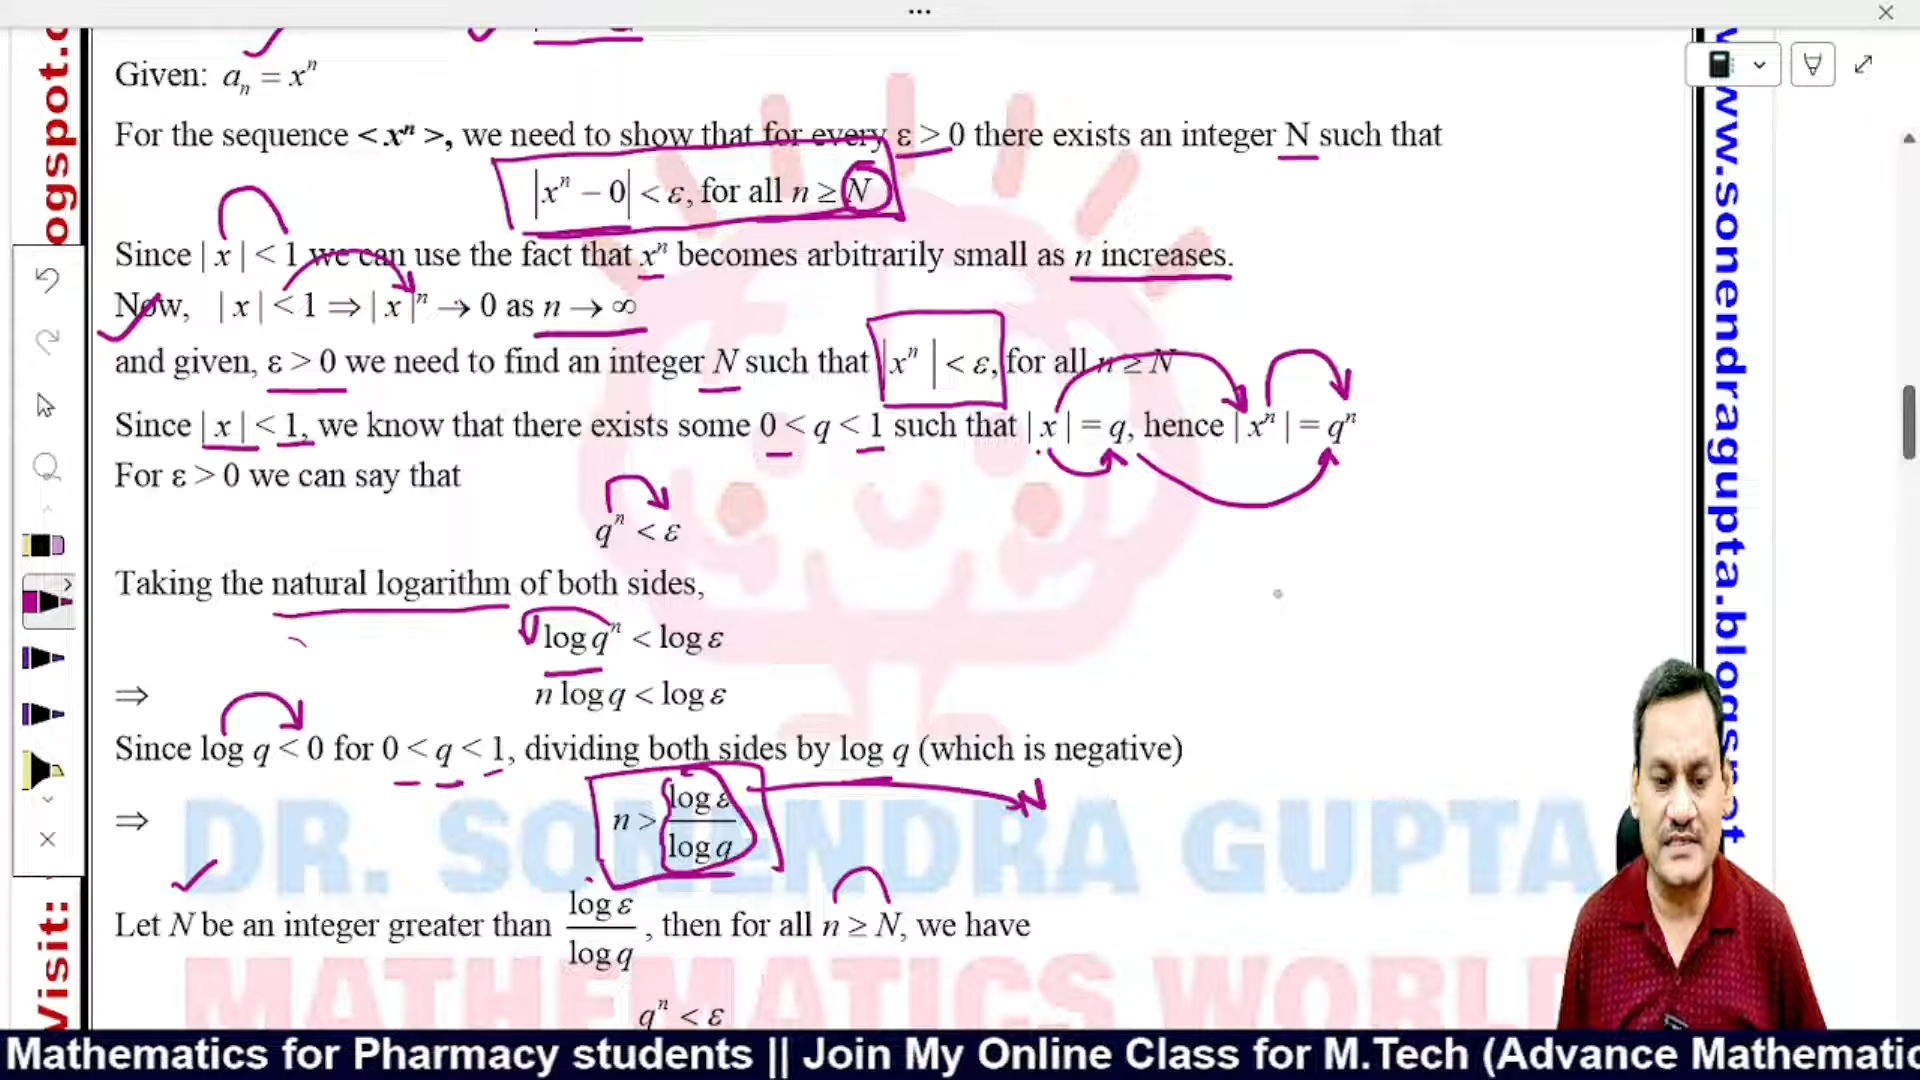 Given: aₙ = xⁿ
For the sequence < xⁿ >, we need to show that for every ε > 0 there exists an integer N such that
|xⁿ − 0| < ε, for all n ≥ N
Since | x | < 1 we can use the fact that xⁿ becomes arbitrarily small as n increases.
Now, | x | < 1 ⇒ | x |ⁿ → 0 as n → ∞
and given, ε > 0 we need to find an integer N such that |xⁿ| < ε, for all n ≥ N
Since | x | < 1, we know that there exists some 0 < q < 1 such that | x | = q, hence | xⁿ | = qⁿ
For ε > 0 we can say that
qⁿ < ε
Taking the natural logarithm of both sides,
log qⁿ < log ε
⇒ n log q < log ε
Since log q < 0 for 0 < q < 1, dividing both sides by log q (which is negative)
⇒ n > log ε / log q
N
Let N be an integer greater than log ε / log q , then for all n ≥ N, we have
qⁿ < ε
DR. SONENDRA GUPTA
MATHEMATICS WORLD
ogspot.c
Visit:
www.sonendragupta.blogspot
Mathematics for Pharmacy students || Join My Online Class for M.Tech (Advance Mathematic